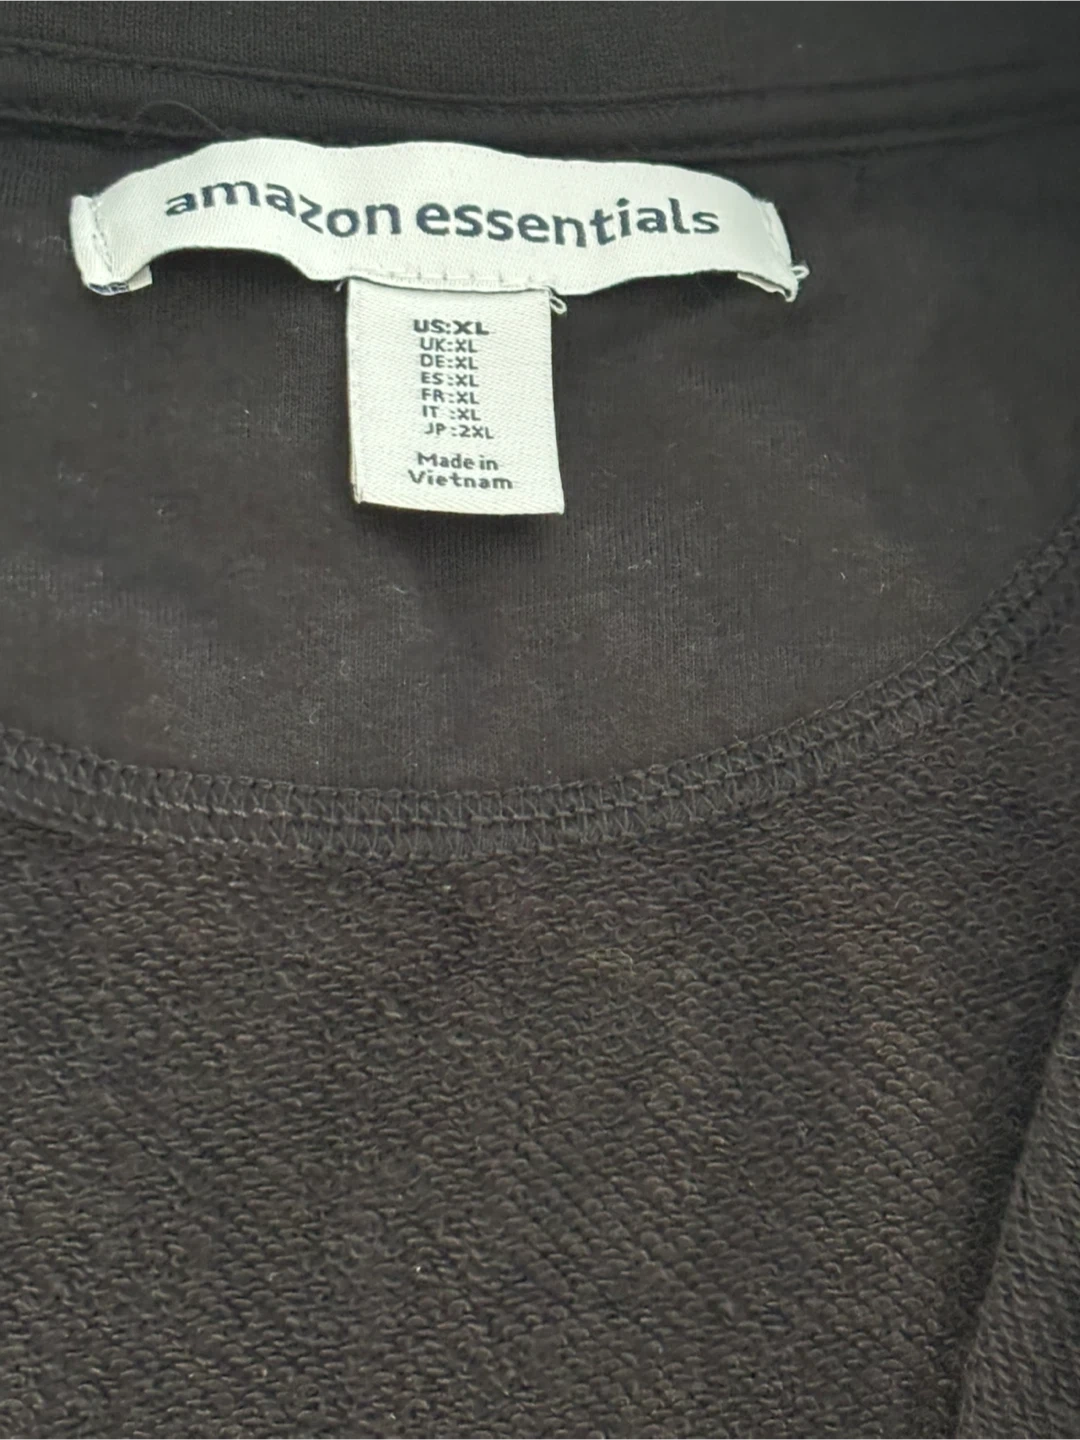 amazon essentials
US:XL
UK:XL
DE:XL
ES:XL
FR:XL
IT :XL
JP:2XL
Made in
Vietnam